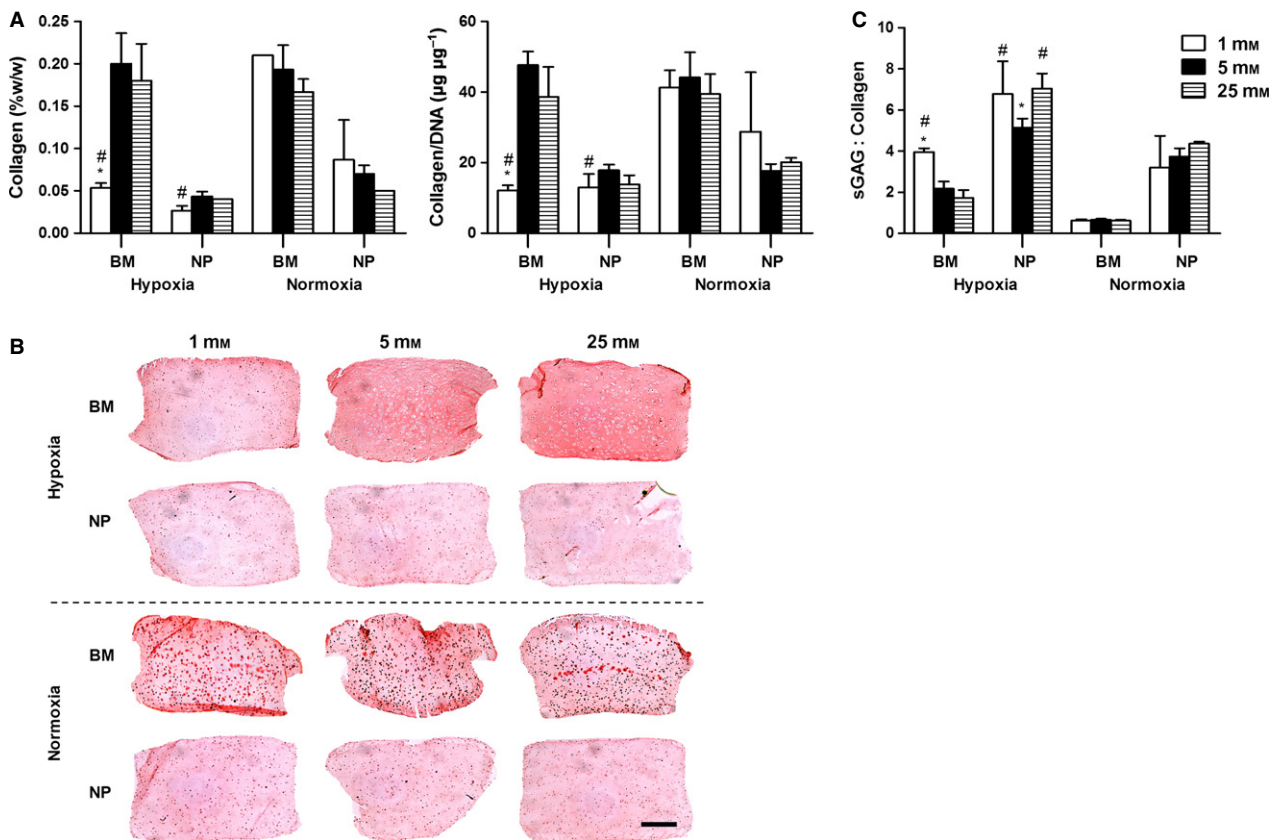 A
Collagen (%w/w)
0.25
0.20
0.15
0.10
0.05
0.00
#
*
#
BM NP BM NP
Hypoxia Normoxia
Collagen/DNA (µg µg⁻¹)
60
40
20
0
#
*
#
BM NP BM NP
Hypoxia Normoxia
C
sGAG : Collagen
10
8
6
4
2
0
#
*
#
*
#
BM NP BM NP
Hypoxia Normoxia
1 mM
5 mM
25 mM
B
1 mM 5 mM 25 mM
Hypoxia
BM
NP
Normoxia
BM
NP